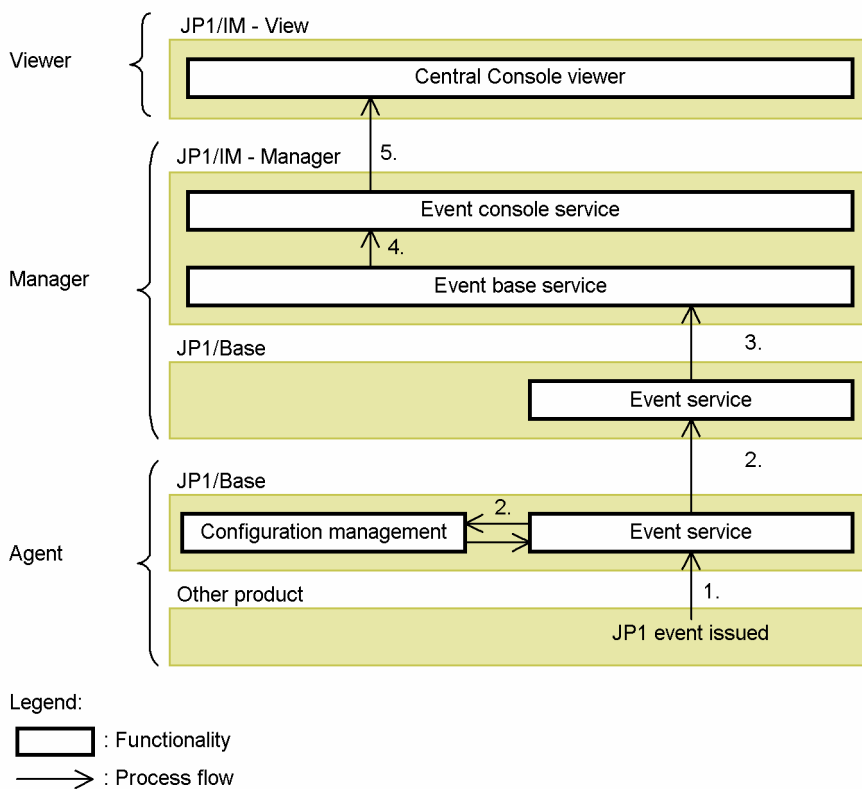 JP1/IM - View
Viewer
Central Console viewer
5.
JP1/IM - Manager
Event console service
4.
Manager
Event base service
3.
JP1/Base
Event service
2.
JP1/Base
2.
Configuration management
Event service
Agent
Other product
1.
JP1 event issued
Legend:
: Functionality
: Process flow